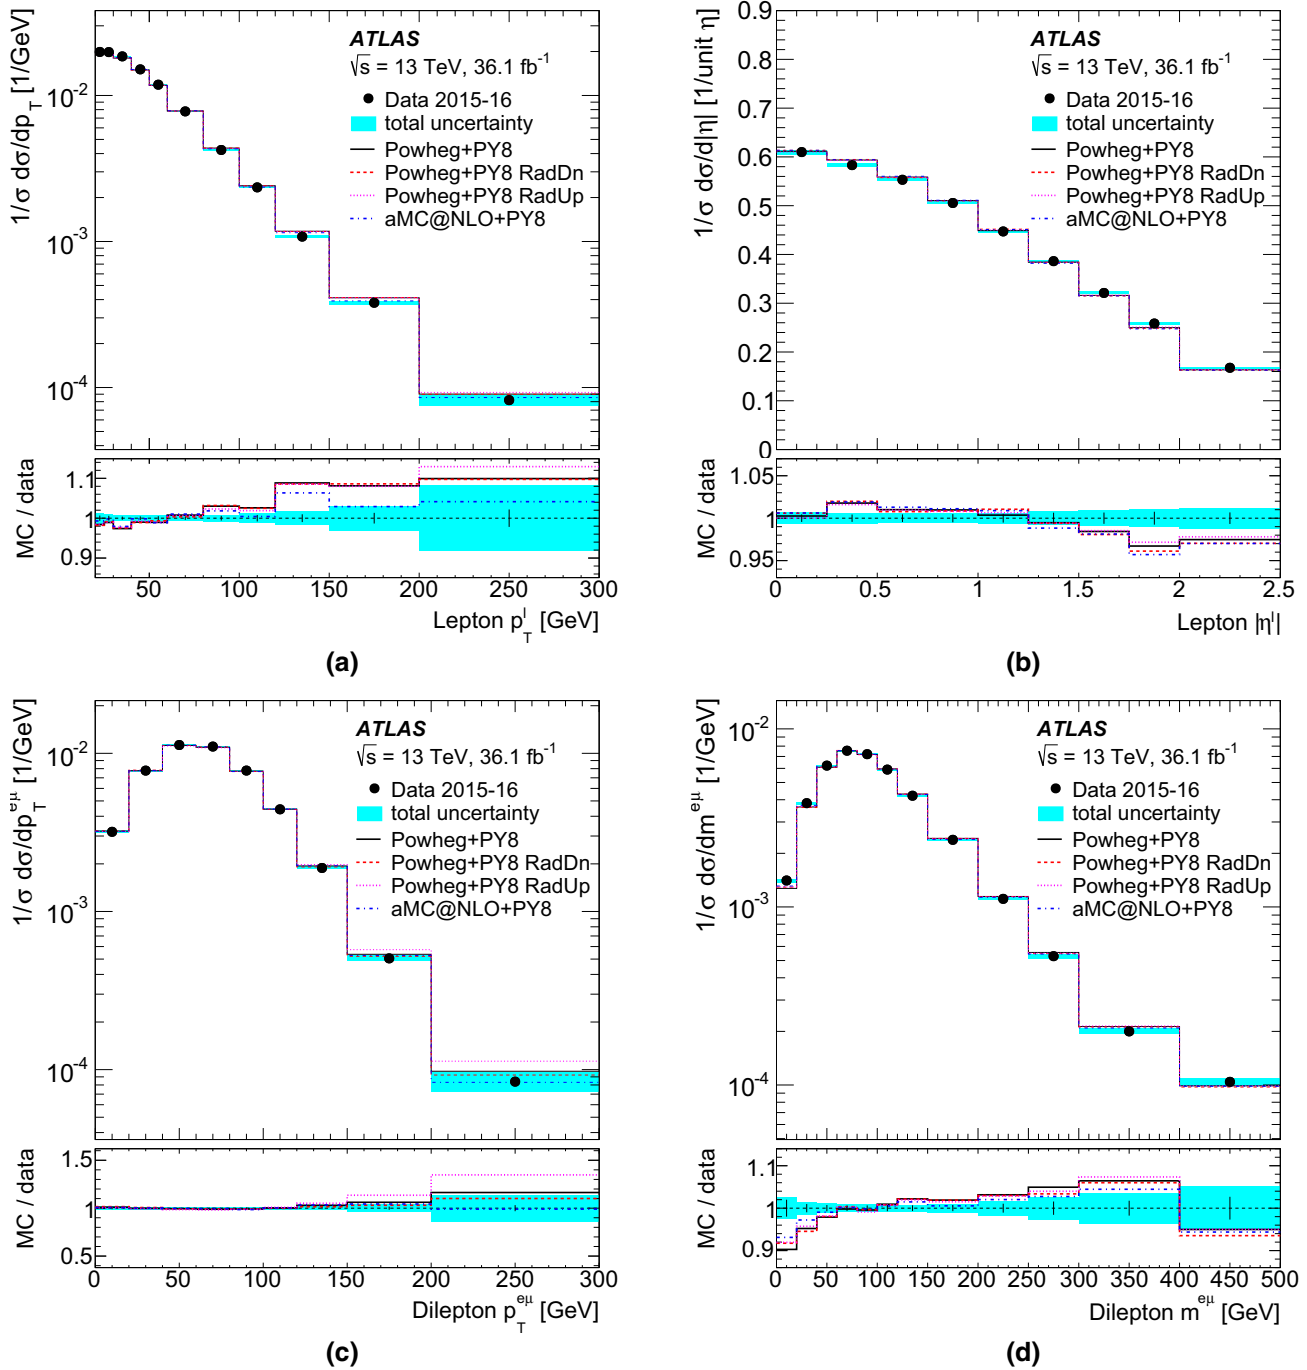 1/σ dσ/dp_T [1/GeV]
10^-2
10^-3
10^-4
ATLAS
√s = 13 TeV, 36.1 fb^-1
Data 2015-16
total uncertainty
Powheg+PY8
Powheg+PY8 RadDn
Powheg+PY8 RadUp
aMC@NLO+PY8
MC / data
1.1
1
0.9
50 100 150 200 250 300
Lepton p_T^l [GeV]
(a)
1/σ dσ/d|η| [1/unit η]
0.9
0.8
0.7
0.6
0.5
0.4
0.3
0.2
0.1
0
ATLAS
√s = 13 TeV, 36.1 fb^-1
Data 2015-16
total uncertainty
Powheg+PY8
Powheg+PY8 RadDn
Powheg+PY8 RadUp
aMC@NLO+PY8
MC / data
1.05
1
0.95
0 0.5 1 1.5 2 2.5
Lepton |η^l|
(b)
1/σ dσ/dp_T^eμ [1/GeV]
10^-2
10^-3
10^-4
ATLAS
√s = 13 TeV, 36.1 fb^-1
Data 2015-16
total uncertainty
Powheg+PY8
Powheg+PY8 RadDn
Powheg+PY8 RadUp
aMC@NLO+PY8
MC / data
1.5
1
0.5
0 50 100 150 200 250 300
Dilepton p_T^eμ [GeV]
(c)
1/σ dσ/dm^eμ [1/GeV]
10^-2
10^-3
10^-4
ATLAS
√s = 13 TeV, 36.1 fb^-1
Data 2015-16
total uncertainty
Powheg+PY8
Powheg+PY8 RadDn
Powheg+PY8 RadUp
aMC@NLO+PY8
MC / data
1.1
1
0.9
0 50 100 150 200 250 300 350 400 450 500
Dilepton m^eμ [GeV]
(d)